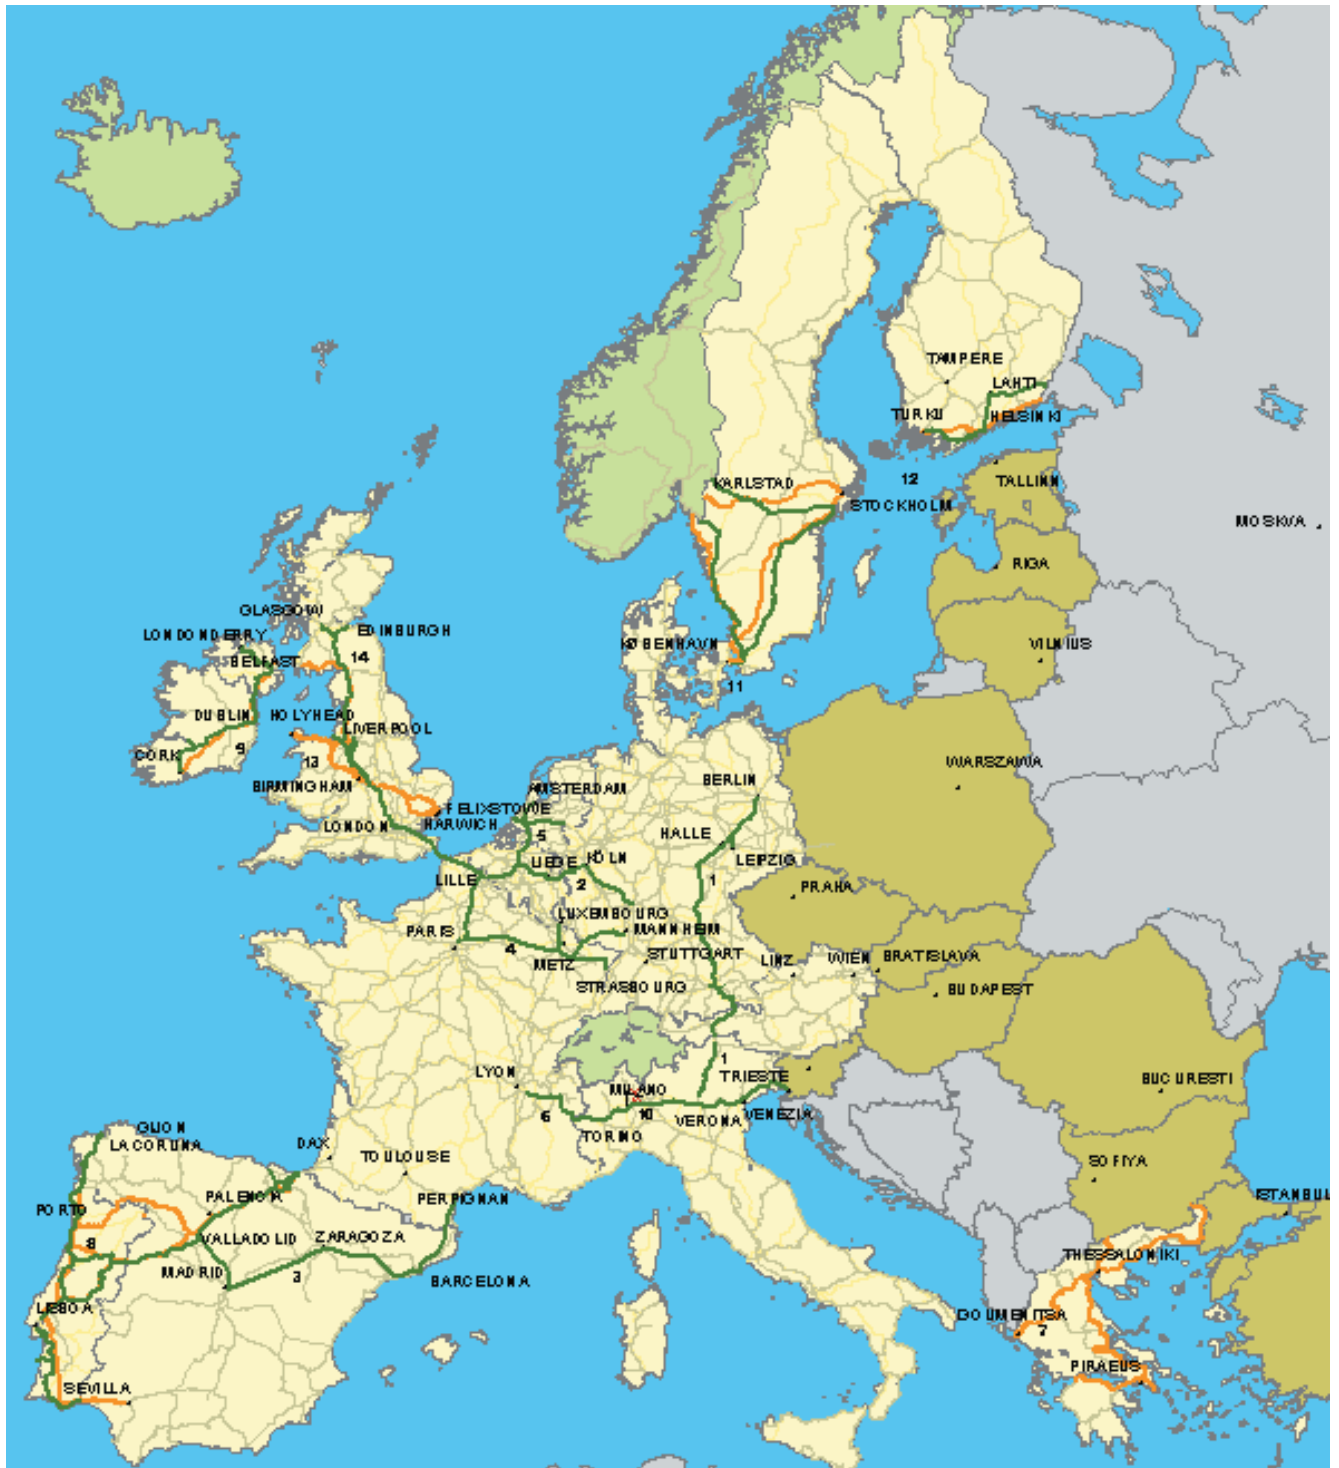 TAMPERE
LAHTI
TURKU
HELSINKI
12
KARLSTAD
TALLINN
STOCKHOLM
MOSKVA
RIGA
GLASGOW
LONDONDERRY
EDINBURGH
KØBENHAVN
VILNIUS
BELFAST
14
11
DUBLIN
HOLYHEAD
LIVERPOOL
9
CORK
13
WARSZAWA
BERLIN
BIRMINGHAM
AMSTERDAM
FELIXSTOWE
LONDON
HARWICH
5
HALLE
LEIPZIG
LIEGE
KÖLN
LILLE
2
1
PRAHA
LUXEMBOURG
PARIS
MANNHEIM
4
METZ
STUTTGART
LINZ
WIEN
BRATISLAVA
STRASBOURG
BUDAPEST
LYON
1
TRIESTE
MILANO
BUCURESTI
6
10
VERONA
VENEZIA
GIJON
LA CORUNA
DAX
TORINO
TOULOUSE
SOFIYA
PORTO
PALENCIA
PERPIGNAN
ISTANBUL
8
VALLADOLID
ZARAGOZA
THESSALONIKI
MADRID
3
BARCELONA
LISBOA
IGOUMENITSA
7
PIRAEUS
SEVILLA